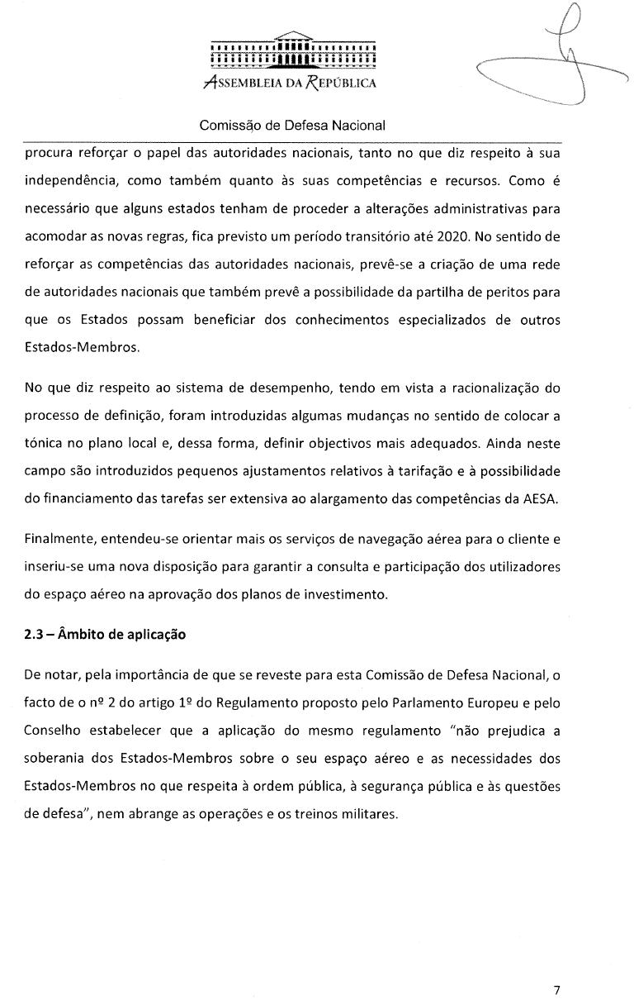 ASSEMBLEIA DA REPÚBLICA
Comissão de Defesa Nacional
procura reforçar o papel das autoridades nacionais, tanto no que diz respeito à sua
independência, como também quanto às suas competências e recursos. Como é
necessário que alguns estados tenham de proceder a alterações administrativas para
acomodar as novas regras, fica previsto um período transitório até 2020. No sentido de
reforçar as competências das autoridades nacionais, prevê-se a criação de uma rede
de autoridades nacionais que também prevê a possibilidade da partilha de peritos para
que os Estados possam beneficiar dos conhecimentos especializados de outros
Estados-Membros.
No que diz respeito ao sistema de desempenho, tendo em vista a racionalização do
processo de definição, foram introduzidas algumas mudanças no sentido de colocar a
tónica no plano local e, dessa forma, definir objectivos mais adequados. Ainda neste
campo são introduzidos pequenos ajustamentos relativos à tarifação e à possibilidade
do financiamento das tarefas ser extensiva ao alargamento das competências da AESA.
Finalmente, entendeu-se orientar mais os serviços de navegação aérea para o cliente e
inseriu-se uma nova disposição para garantir a consulta e participação dos utilizadores
do espaço aéreo na aprovação dos planos de investimento.
2.3 – Âmbito de aplicação
De notar, pela importância de que se reveste para esta Comissão de Defesa Nacional, o
facto de o nº 2 do artigo 1º do Regulamento proposto pelo Parlamento Europeu e pelo
Conselho estabelecer que a aplicação do mesmo regulamento "não prejudica a
soberania dos Estados-Membros sobre o seu espaço aéreo e as necessidades dos
Estados-Membros no que respeita à ordem pública, à segurança pública e às questões
de defesa", nem abrange as operações e os treinos militares.
7